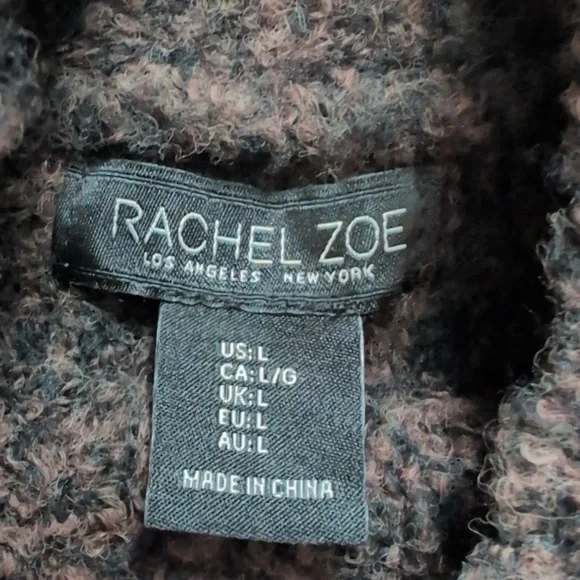 RACHEL ZOE
LOS ANGELES NEW YORK
US: L
CA: L/G
UK: L
EU: L
AU: L
MADE IN CHINA